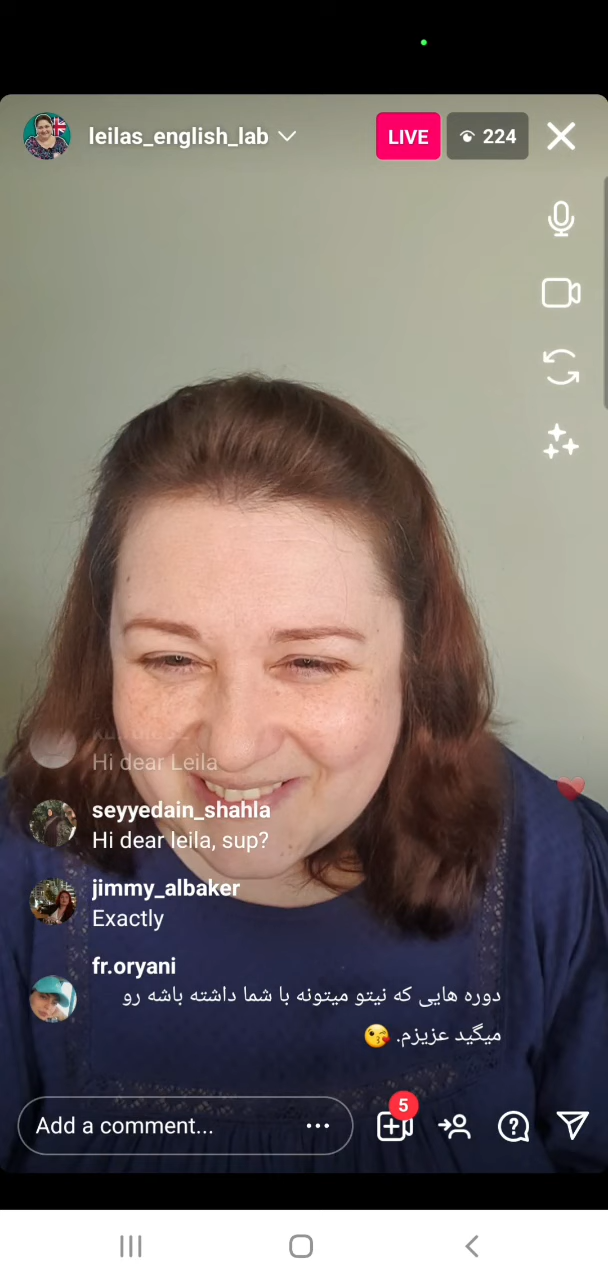 leilas_english_lab
LIVE
224
Hi dear Leila
seyyedain_shahla
Hi dear leila, sup?
jimmy_albaker
Exactly
fr.oryani
دوره هایی که نیتو میتونه با شما داشته باشه رو
میگید عزیزم. 😘
5
Add a comment...